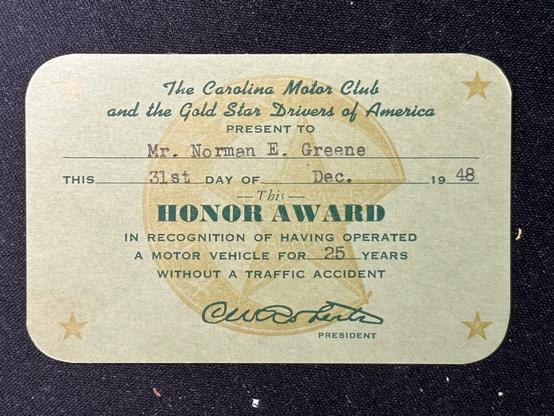 The Carolina Motor Club
and the Gold Star Drivers of America
PRESENT TO
Mr. Norman E. Greene
THIS 31st DAY OF Dec. 19 48
—This—
HONOR AWARD
IN RECOGNITION OF HAVING OPERATED
A MOTOR VEHICLE FOR 25 YEARS
WITHOUT A TRAFFIC ACCIDENT
CW Roberts
PRESIDENT